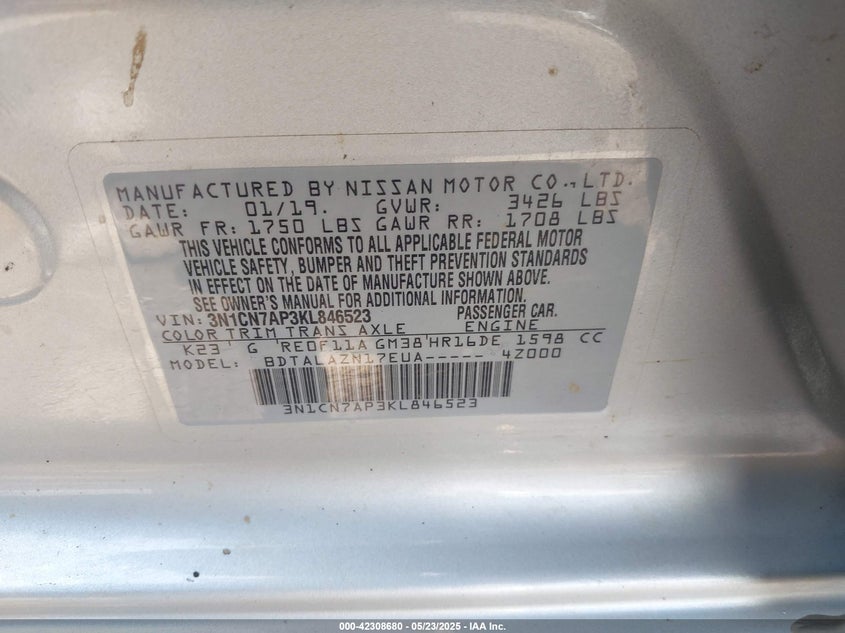 MANUFACTURED BY NISSAN MOTOR CO., LTD.
DATE: 01/19. GVWR: 3426 LBS
GAWR FR: 1750 LBS GAWR RR: 1708 LBS
THIS VEHICLE CONFORMS TO ALL APPLICABLE FEDERAL MOTOR
VEHICLE SAFETY, BUMPER AND THEFT PREVENTION STANDARDS
IN EFFECT ON THE DATE OF MANUFACTURE SHOWN ABOVE.
SEE OWNER'S MANUAL FOR ADDITIONAL INFORMATION.
VIN: 3N1CN7AP3KL846523 PASSENGER CAR.
COLOR TRIM TRANS AXLE ENGINE
K23 G RE0F11A GM38 HR16DE 1598 CC
MODEL: BDTALAZN17EUA----- 4Z000
3N1CN7AP3KL846523
000-42308680 - 05/23/2025 - IAA Inc.